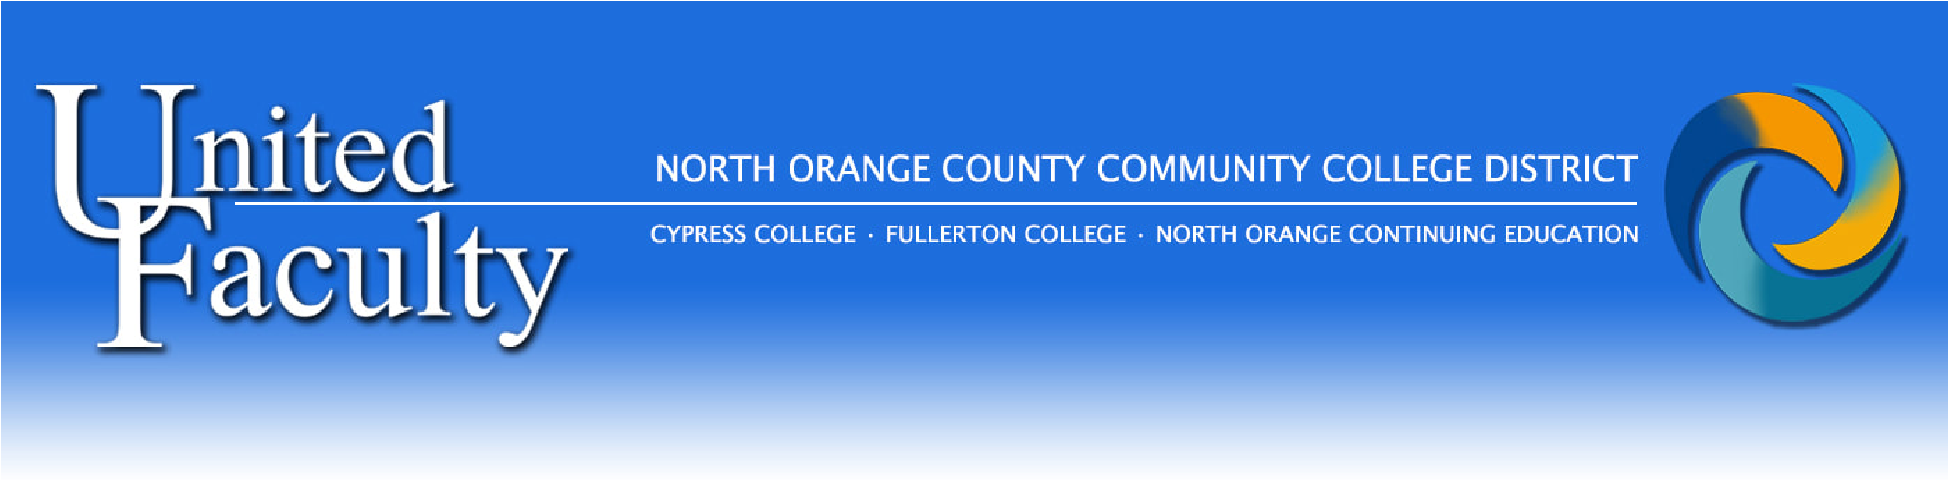 United
Faculty
NORTH ORANGE COUNTY COMMUNITY COLLEGE DISTRICT
CYPRESS COLLEGE · FULLERTON COLLEGE · NORTH ORANGE CONTINUING EDUCATION